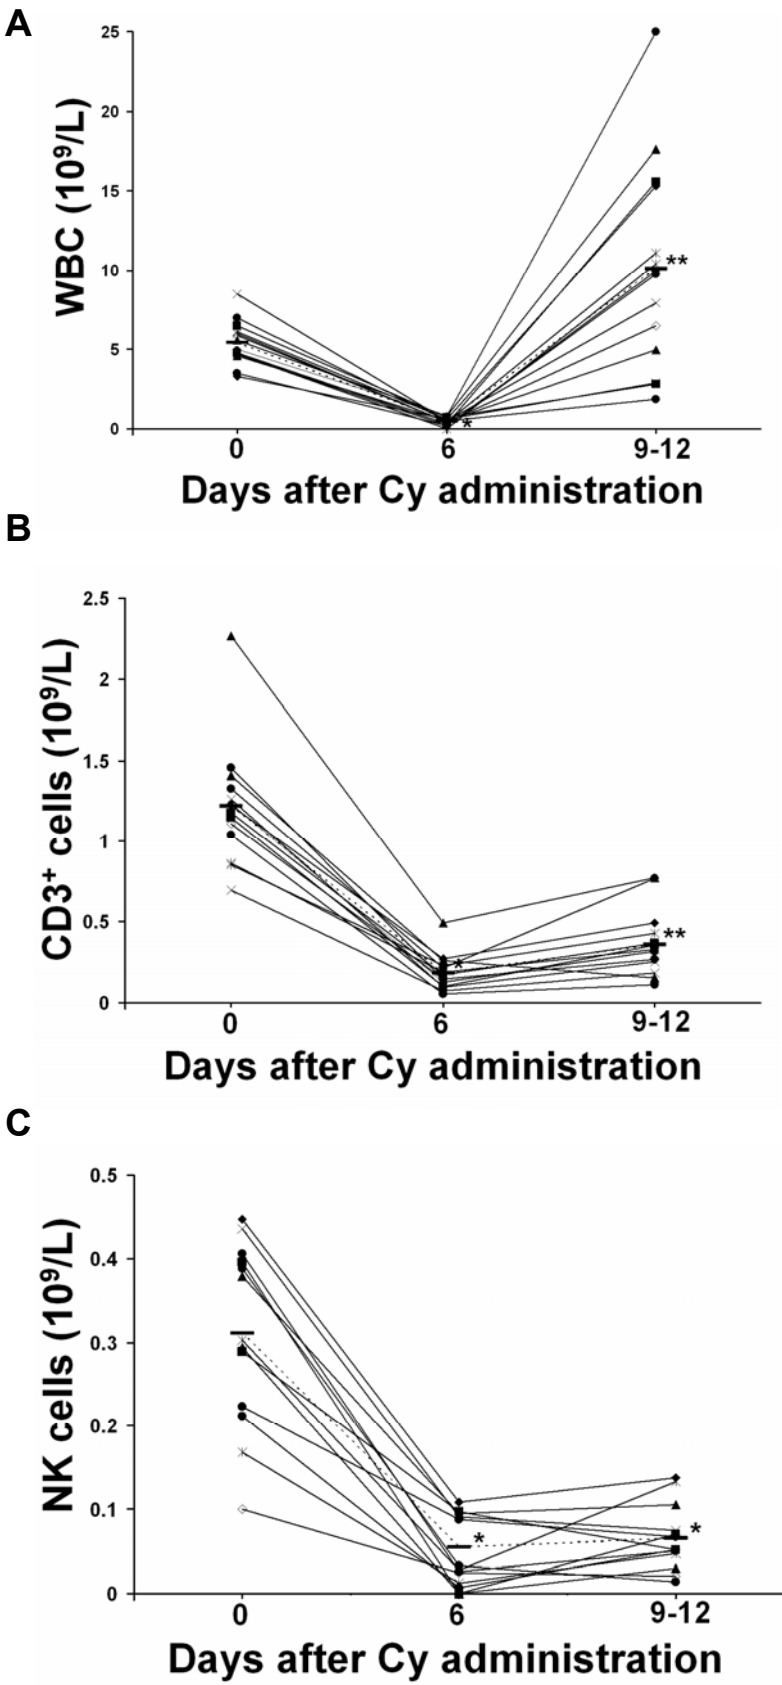 A
WBC (10⁹/L)
25
20
15
10
5
0
**
*
0 6 9-12
Days after Cy administration
B
CD3⁺ cells (10⁹/L)
2.5
2
1.5
1
0.5
0
*
**
0 6 9-12
Days after Cy administration
C
NK cells (10⁹/L)
0.5
0.4
0.3
0.2
0.1
0
*
*
0 6 9-12
Days after Cy administration